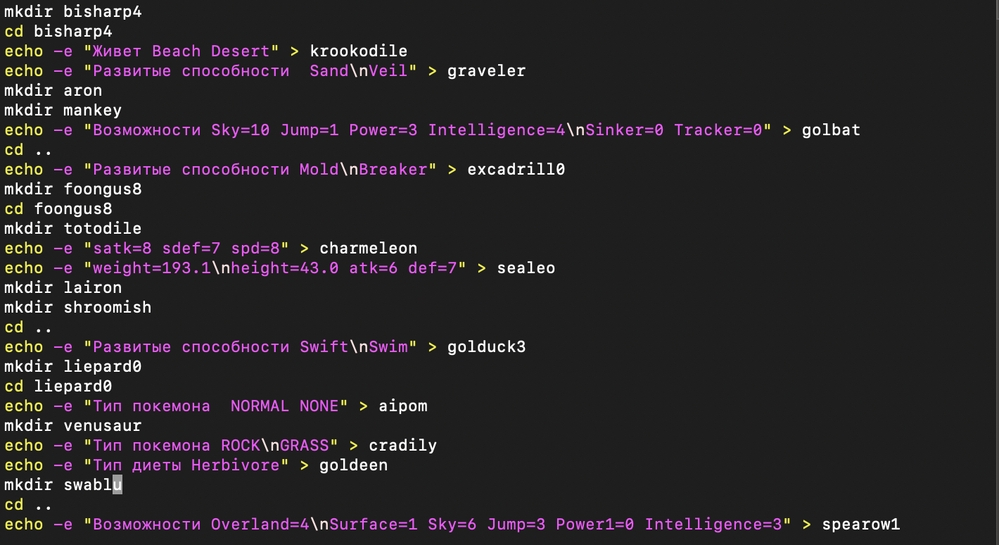 mkdir bisharp4
cd bisharp4
echo -e "Живет Beach Desert" > krookodile
echo -e "Развитые способности  Sand\nVeil" > graveler
mkdir aron
mkdir mankey
echo -e "Возможности Sky=10 Jump=1 Power=3 Intelligence=4\nSinker=0 Tracker=0" > golbat
cd ..
echo -e "Развитые способности Mold\nBreaker" > excadrill0
mkdir foongus8
cd foongus8
mkdir totodile
echo -e "satk=8 sdef=7 spd=8" > charmeleon
echo -e "weight=193.1\nheight=43.0 atk=6 def=7" > sealeo
mkdir lairon
mkdir shroomish
cd ..
echo -e "Развитые способности Swift\nSwim" > golduck3
mkdir liepard0
cd liepard0
echo -e "Тип покемона  NORMAL NONE" > aipom
mkdir venusaur
echo -e "Тип покемона ROCK\nGRASS" > cradily
echo -e "Тип диеты Herbivore" > goldeen
mkdir swablu
cd ..
echo -e "Возможности Overland=4\nSurface=1 Sky=6 Jump=3 Power1=0 Intelligence=3" > spearow1